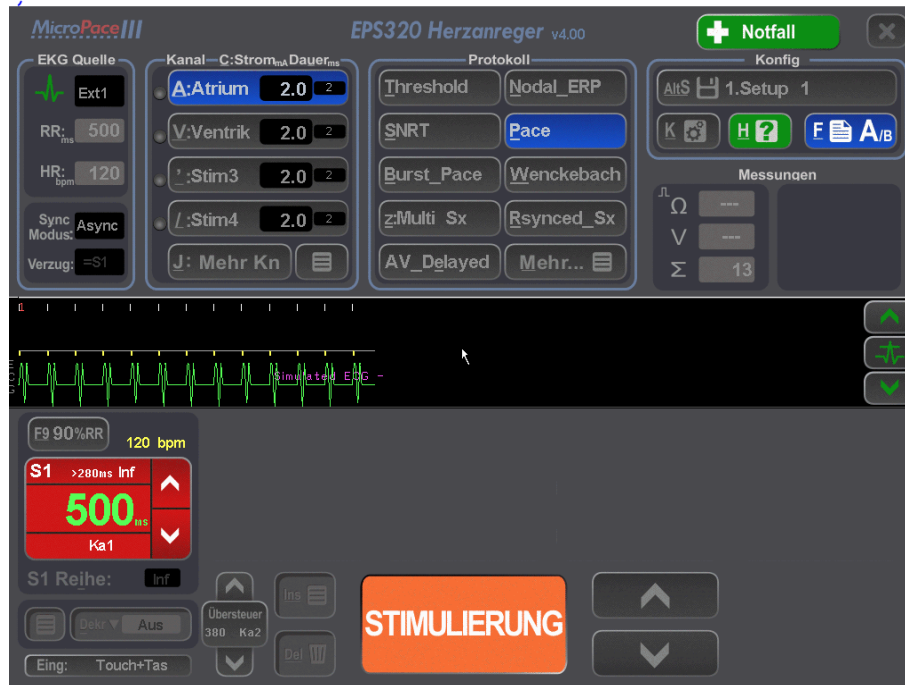 MicroPace III
EPS320 Herzanreger v4.00
Notfall
EKG Quelle
Ext1
RR: ms 500
HR: bpm 120
Sync Modus: Async
Verzug: =S1
Kanal C:Strom mA Dauer ms
A:Atrium 2.0 2
V:Ventrik 2.0 2
':Stim3 2.0 2
/:Stim4 2.0 2
J: Mehr Kn
Protokoll
Threshold Nodal_ERP
SNRT Pace
Burst_Pace Wenckebach
z:Multi Sx Rsynced_Sx
AV_Delayed Mehr...
Konfig
AltS 1.Setup 1
K H ? F A/B
Messungen
Ω ---
V ---
Σ 13
1
Simulated ECG -
F9 90%RR
120 bpm
S1 >280ms Inf
500 ms
Ka1
S1 Reihe: Inf
Dekr Aus
Eing: Touch+Tas
Übersteuer
380 Ka2
Ins
Del
STIMULIERUNG